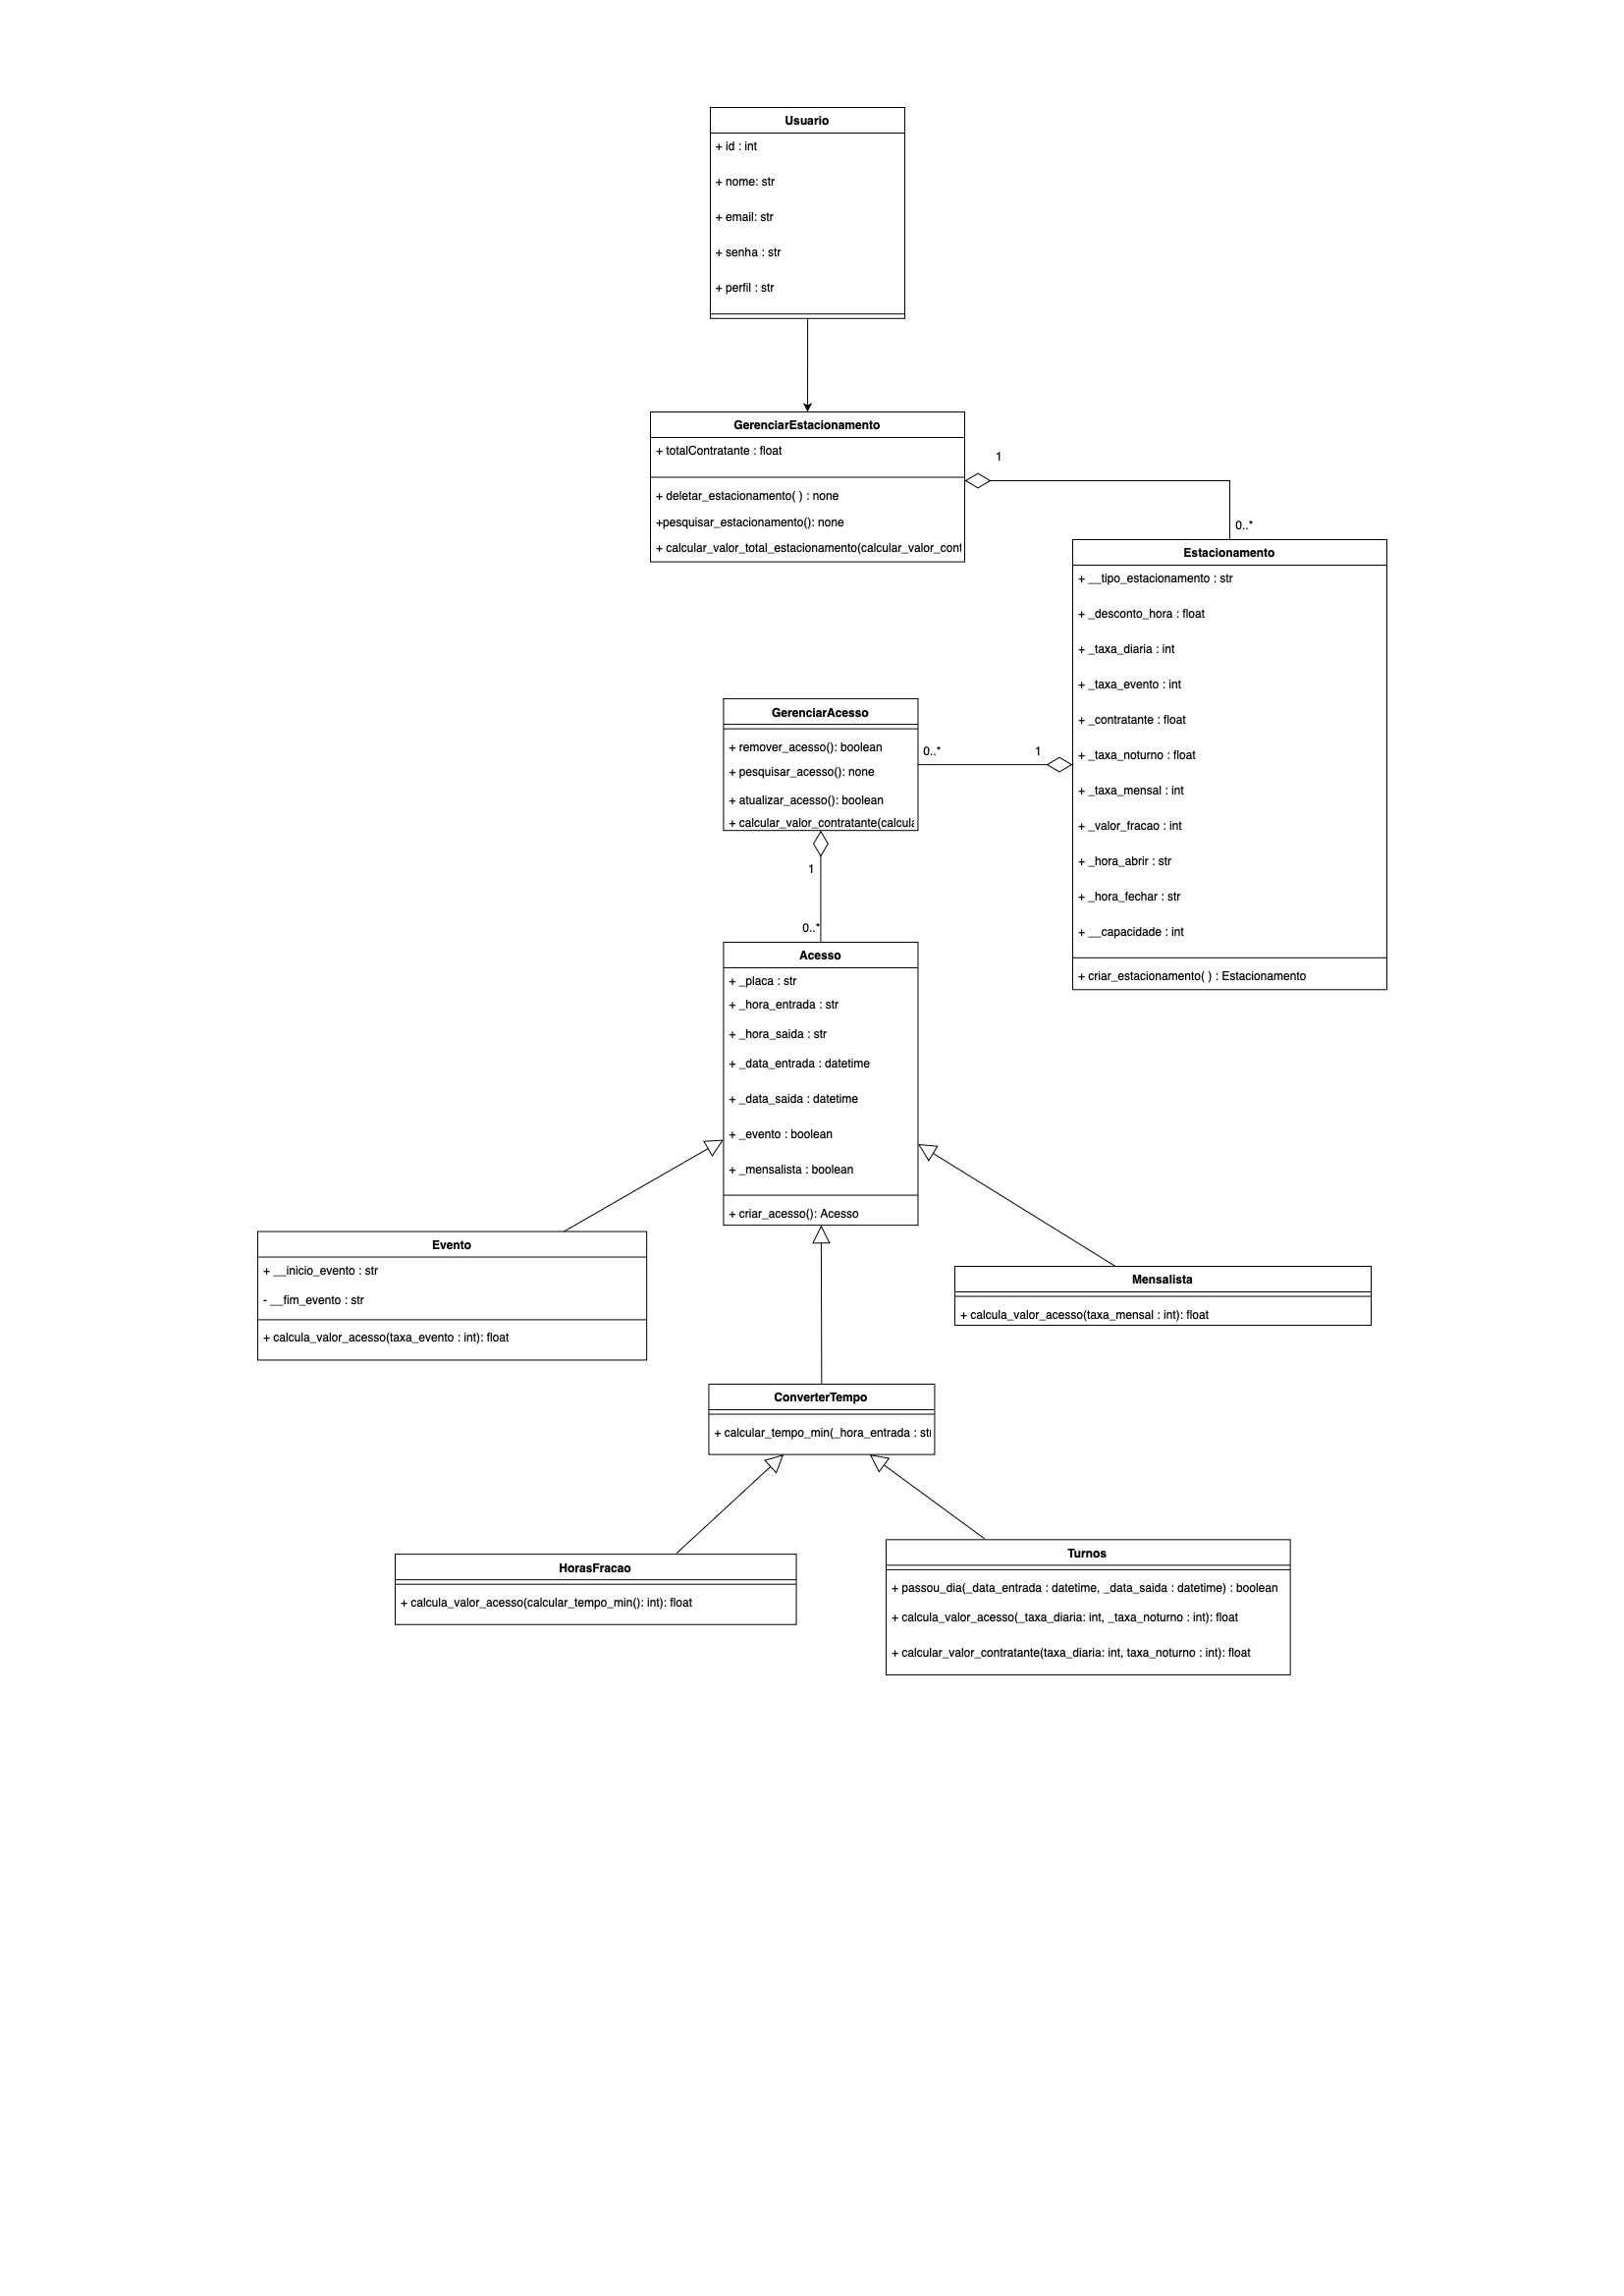 Usuario
+ id : int
+ nome: str
+ email: str
+ senha : str
+ perfil : str
GerenciarEstacionamento
+ totalContratante : float
+ deletar_estacionamento( ) : none
+pesquisar_estacionamento(): none
+ calcular_valor_total_estacionamento(calcular_valor_cont
1
0..*
Estacionamento
+ __tipo_estacionamento : str
+ _desconto_hora : float
+ _taxa_diaria : int
+ _taxa_evento : int
+ _contratante : float
+ _taxa_noturno : float
+ _taxa_mensal : int
+ _valor_fracao : int
+ _hora_abrir : str
+ _hora_fechar : str
+ __capacidade : int
+ criar_estacionamento( ) : Estacionamento
GerenciarAcesso
+ remover_acesso(): boolean
+ pesquisar_acesso(): none
+ atualizar_acesso(): boolean
+ calcular_valor_contratante(calcula
0..*
1
1
0..*
Acesso
+ _placa : str
+ _hora_entrada : str
+ _hora_saida : str
+ _data_entrada : datetime
+ _data_saida : datetime
+ _evento : boolean
+ _mensalista : boolean
+ criar_acesso(): Acesso
Evento
+ __inicio_evento : str
- __fim_evento : str
+ calcula_valor_acesso(taxa_evento : int): float
Mensalista
+ calcula_valor_acesso(taxa_mensal : int): float
ConverterTempo
+ calcular_tempo_min(_hora_entrada : str
HorasFracao
+ calcula_valor_acesso(calcular_tempo_min(): int): float
Turnos
+ passou_dia(_data_entrada : datetime, _data_saida : datetime) : boolean
+ calcula_valor_acesso(_taxa_diaria: int, _taxa_noturno : int): float
+ calcular_valor_contratante(taxa_diaria: int, taxa_noturno : int): float